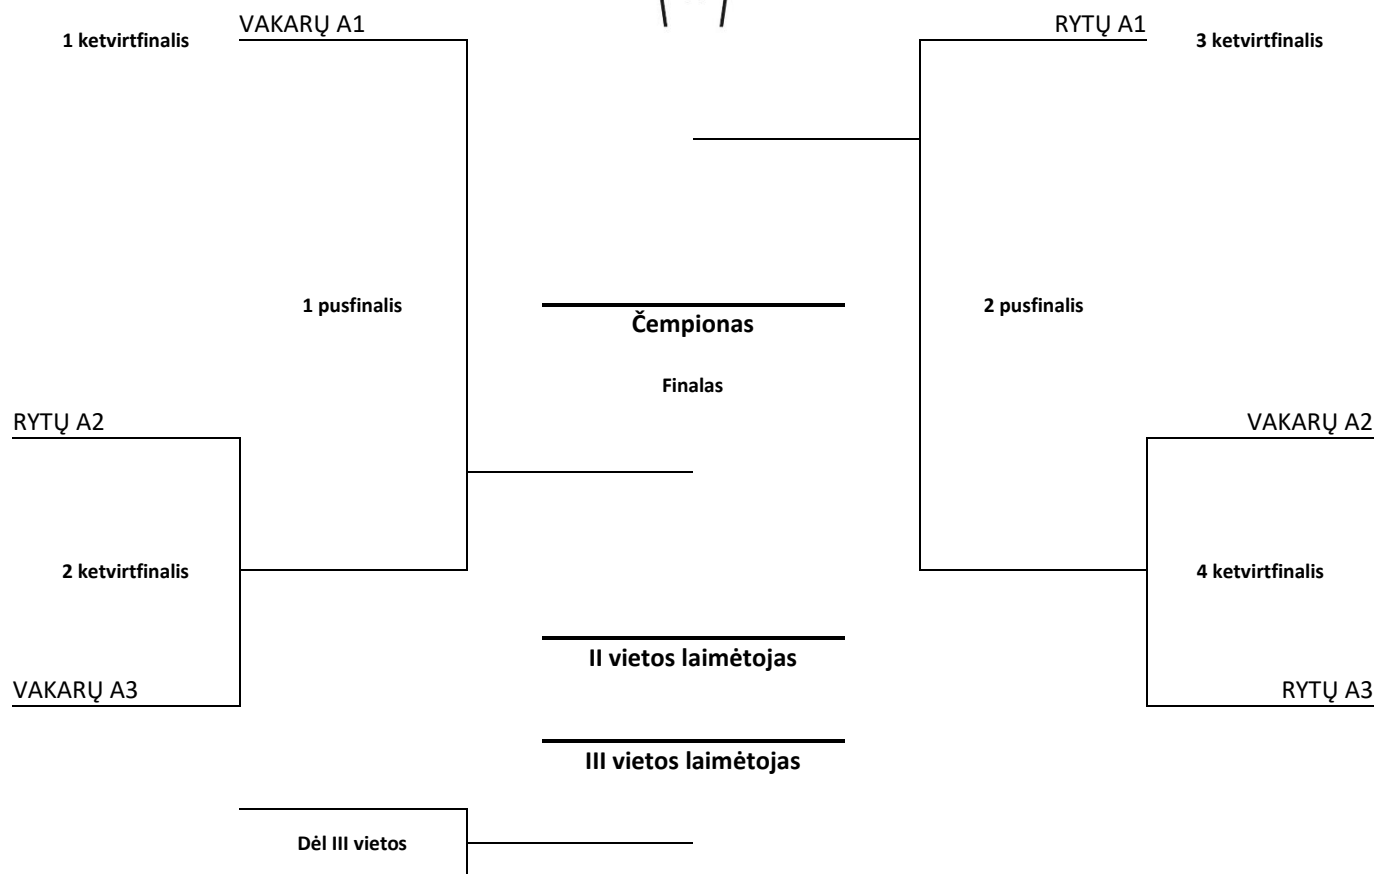 VAKARŲ A1
RYTŲ A1
1 ketvirtfinalis
3 ketvirtfinalis
1 pusfinalis
2 pusfinalis
Čempionas
Finalas
RYTŲ A2
VAKARŲ A2
2 ketvirtfinalis
4 ketvirtfinalis
II vietos laimėtojas
VAKARŲ A3
RYTŲ A3
III vietos laimėtojas
Dėl III vietos